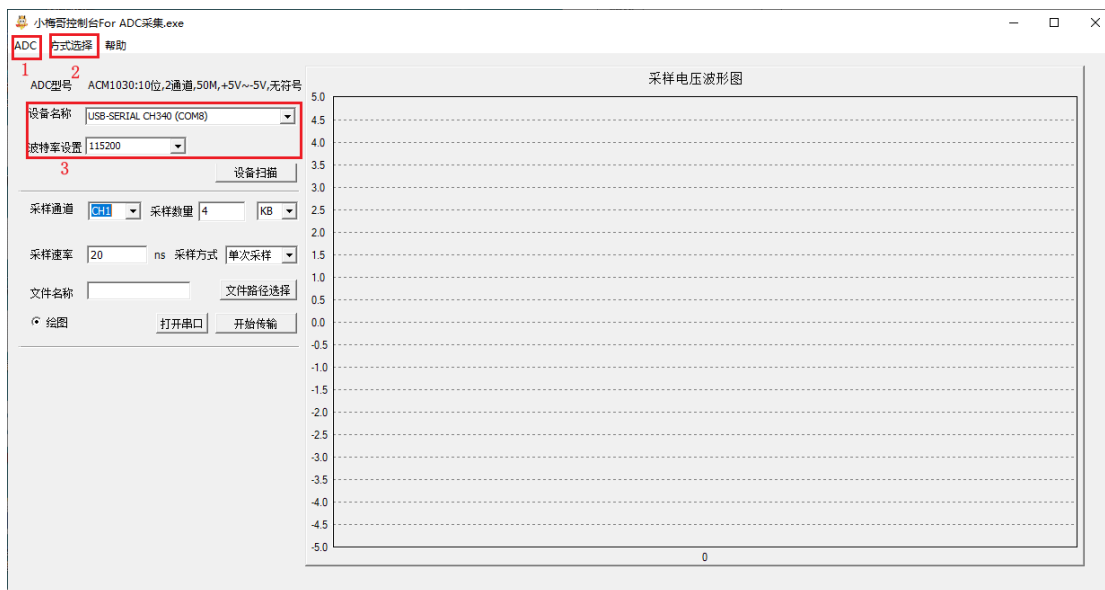 小梅哥控制台For ADC采集.exe
ADC 方式选择 帮助
1 2
ADC型号 ACM1030:10位,2通道,50M,+5V~-5V,无符号
设备名称 USB-SERIAL CH340 (COM8)
波特率设置 115200
3 设备扫描
采样通道 CH1 采样数量 4 KB
采样速率 20 ns 采样方式 单次采样
文件名称 文件路径选择
绘图 打开串口 开始传输
采样电压波形图
5.0
4.5
4.0
3.5
3.0
2.5
2.0
1.5
1.0
0.5
0.0
-0.5
-1.0
-1.5
-2.0
-2.5
-3.0
-3.5
-4.0
-4.5
-5.0
0